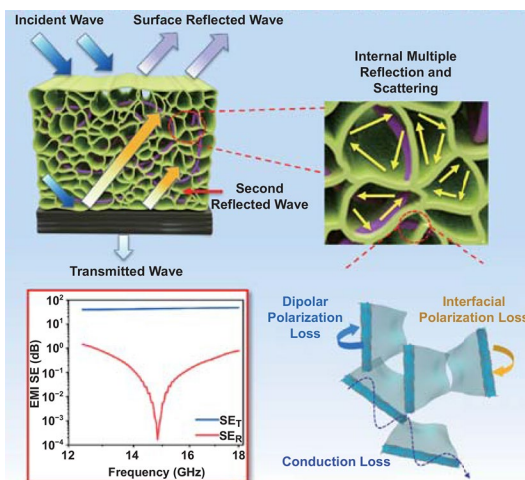 Incident Wave
Surface Reflected Wave
Internal Multiple
Reflection and
Scattering
Second
Reflected Wave
Transmitted Wave
EMI SE (dB)
10²
10¹
10⁰
10⁻¹
10⁻²
10⁻³
10⁻⁴
SE_T
SE_R
12
14
16
18
Frequency (GHz)
Dipolar
Polarization
Loss
Interfacial
Polarization Loss
Conduction Loss